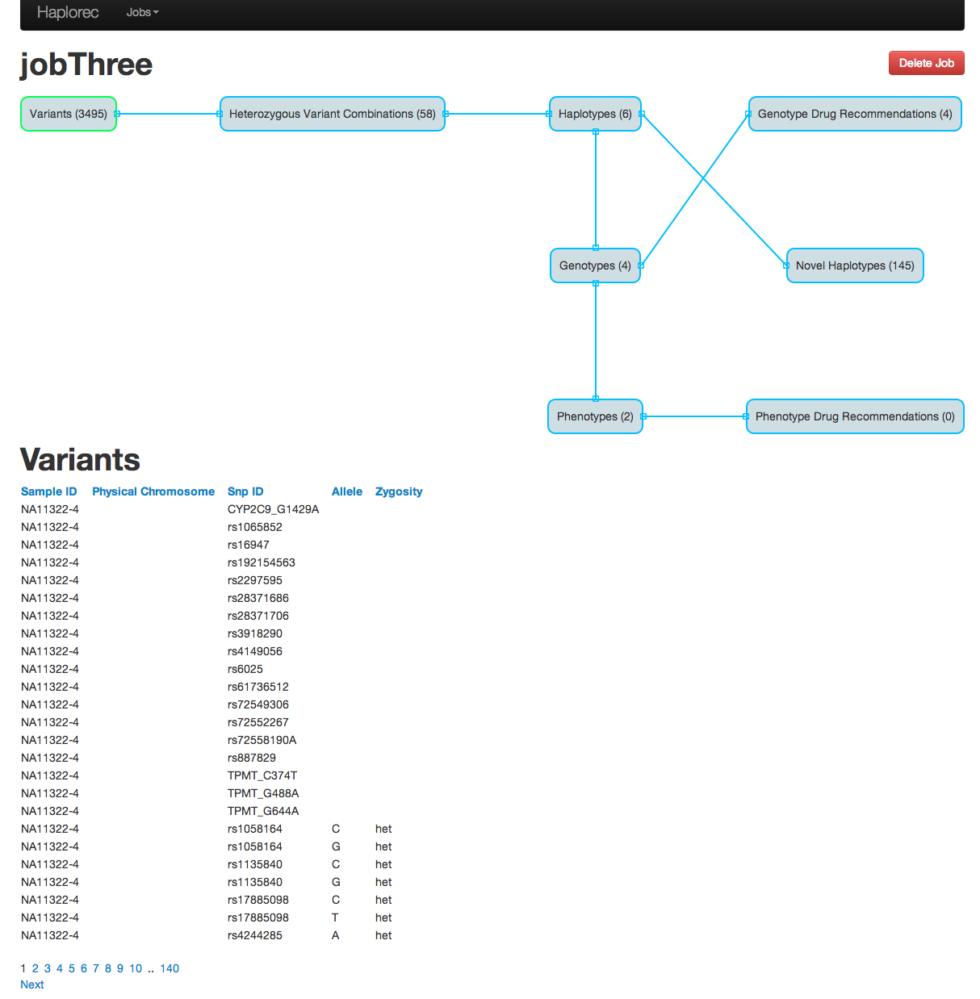 Haplorec Jobs
jobThree Delete Job
Variants (3495) Heterozygous Variant Combinations (58) Haplotypes (6) Genotype Drug Recommendations (4)
Genotypes (4) Novel Haplotypes (145)
Phenotypes (2) Phenotype Drug Recommendations (0)
Variants
Sample ID Physical Chromosome Snp ID Allele Zygosity
NA11322-4 CYP2C9_G1429A
NA11322-4 rs1065852
NA11322-4 rs16947
NA11322-4 rs192154563
NA11322-4 rs2297595
NA11322-4 rs28371686
NA11322-4 rs28371706
NA11322-4 rs3918290
NA11322-4 rs4149056
NA11322-4 rs6025
NA11322-4 rs61736512
NA11322-4 rs72549306
NA11322-4 rs72552267
NA11322-4 rs72558190A
NA11322-4 rs887829
NA11322-4 TPMT_C374T
NA11322-4 TPMT_G488A
NA11322-4 TPMT_G644A
NA11322-4 rs1058164 C het
NA11322-4 rs1058164 G het
NA11322-4 rs1135840 C het
NA11322-4 rs1135840 G het
NA11322-4 rs17885098 C het
NA11322-4 rs17885098 T het
NA11322-4 rs4244285 A het
1 2 3 4 5 6 7 8 9 10 .. 140
Next